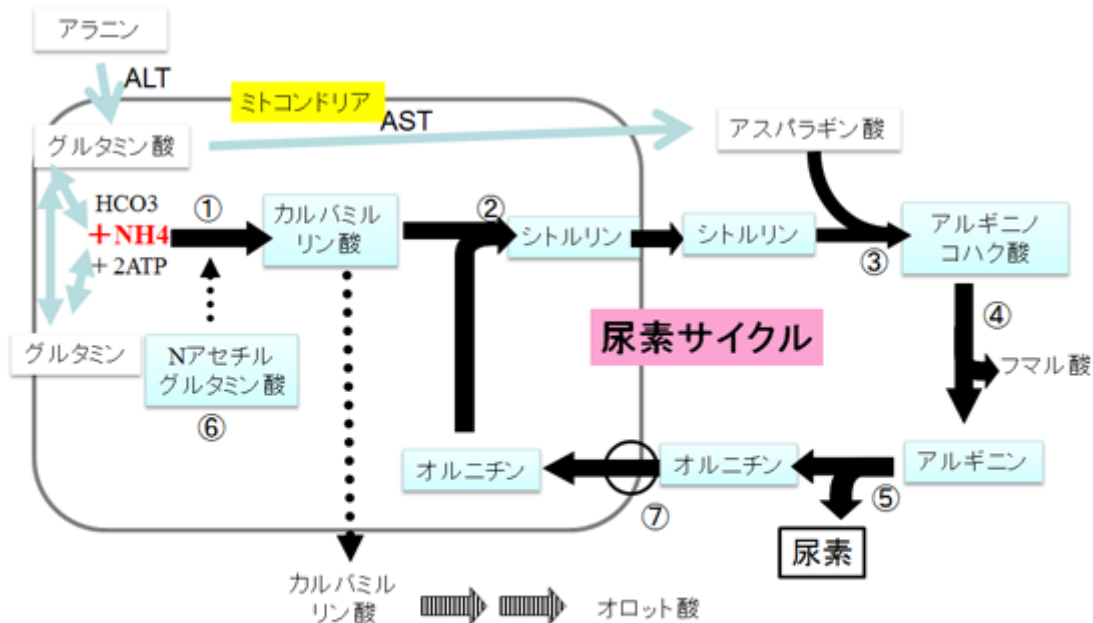 アラニン
ALT
ミトコンドリア
AST
グルタミン酸
アスパラギン酸
HCO3
+NH4
+ 2ATP
①
カルバミル
リン酸
②
シトルリン
シトルリン
③
アルギニノ
コハク酸
尿素サイクル
④
フマル酸
グルタミン
Nアセチル
グルタミン酸
⑥
オルニチン
オルニチン
アルギニン
⑦
⑤
尿素
カルバミル
リン酸
オロット酸